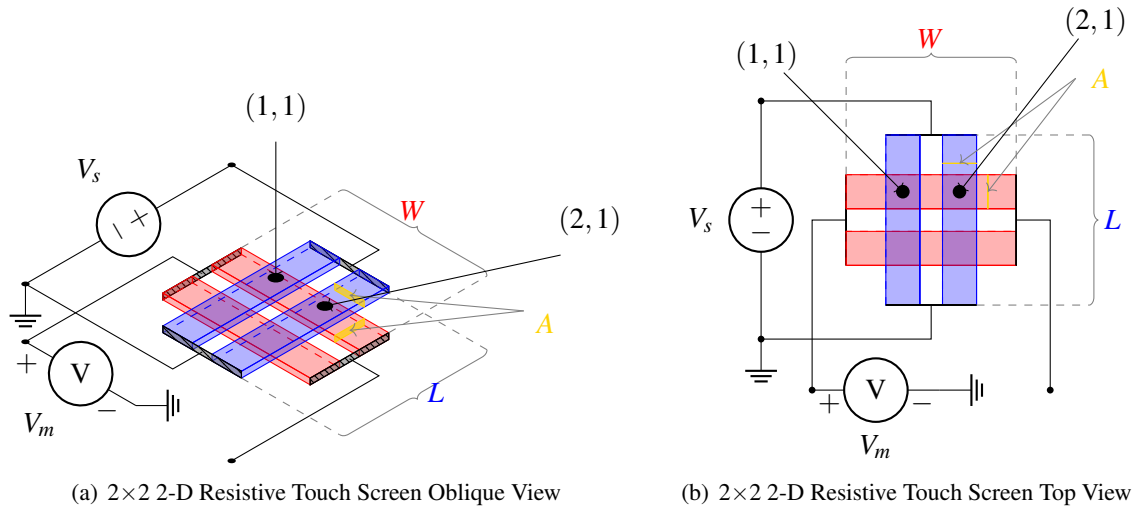 (1, 1)
V_s
W
(2, 1)
− +
A
+
V
−
V_m
L
(a) 2×2 2-D Resistive Touch Screen Oblique View
(2, 1)
W
(1, 1)
A
V_s
+
−
L
+
V
−
V_m
(b) 2×2 2-D Resistive Touch Screen Top View